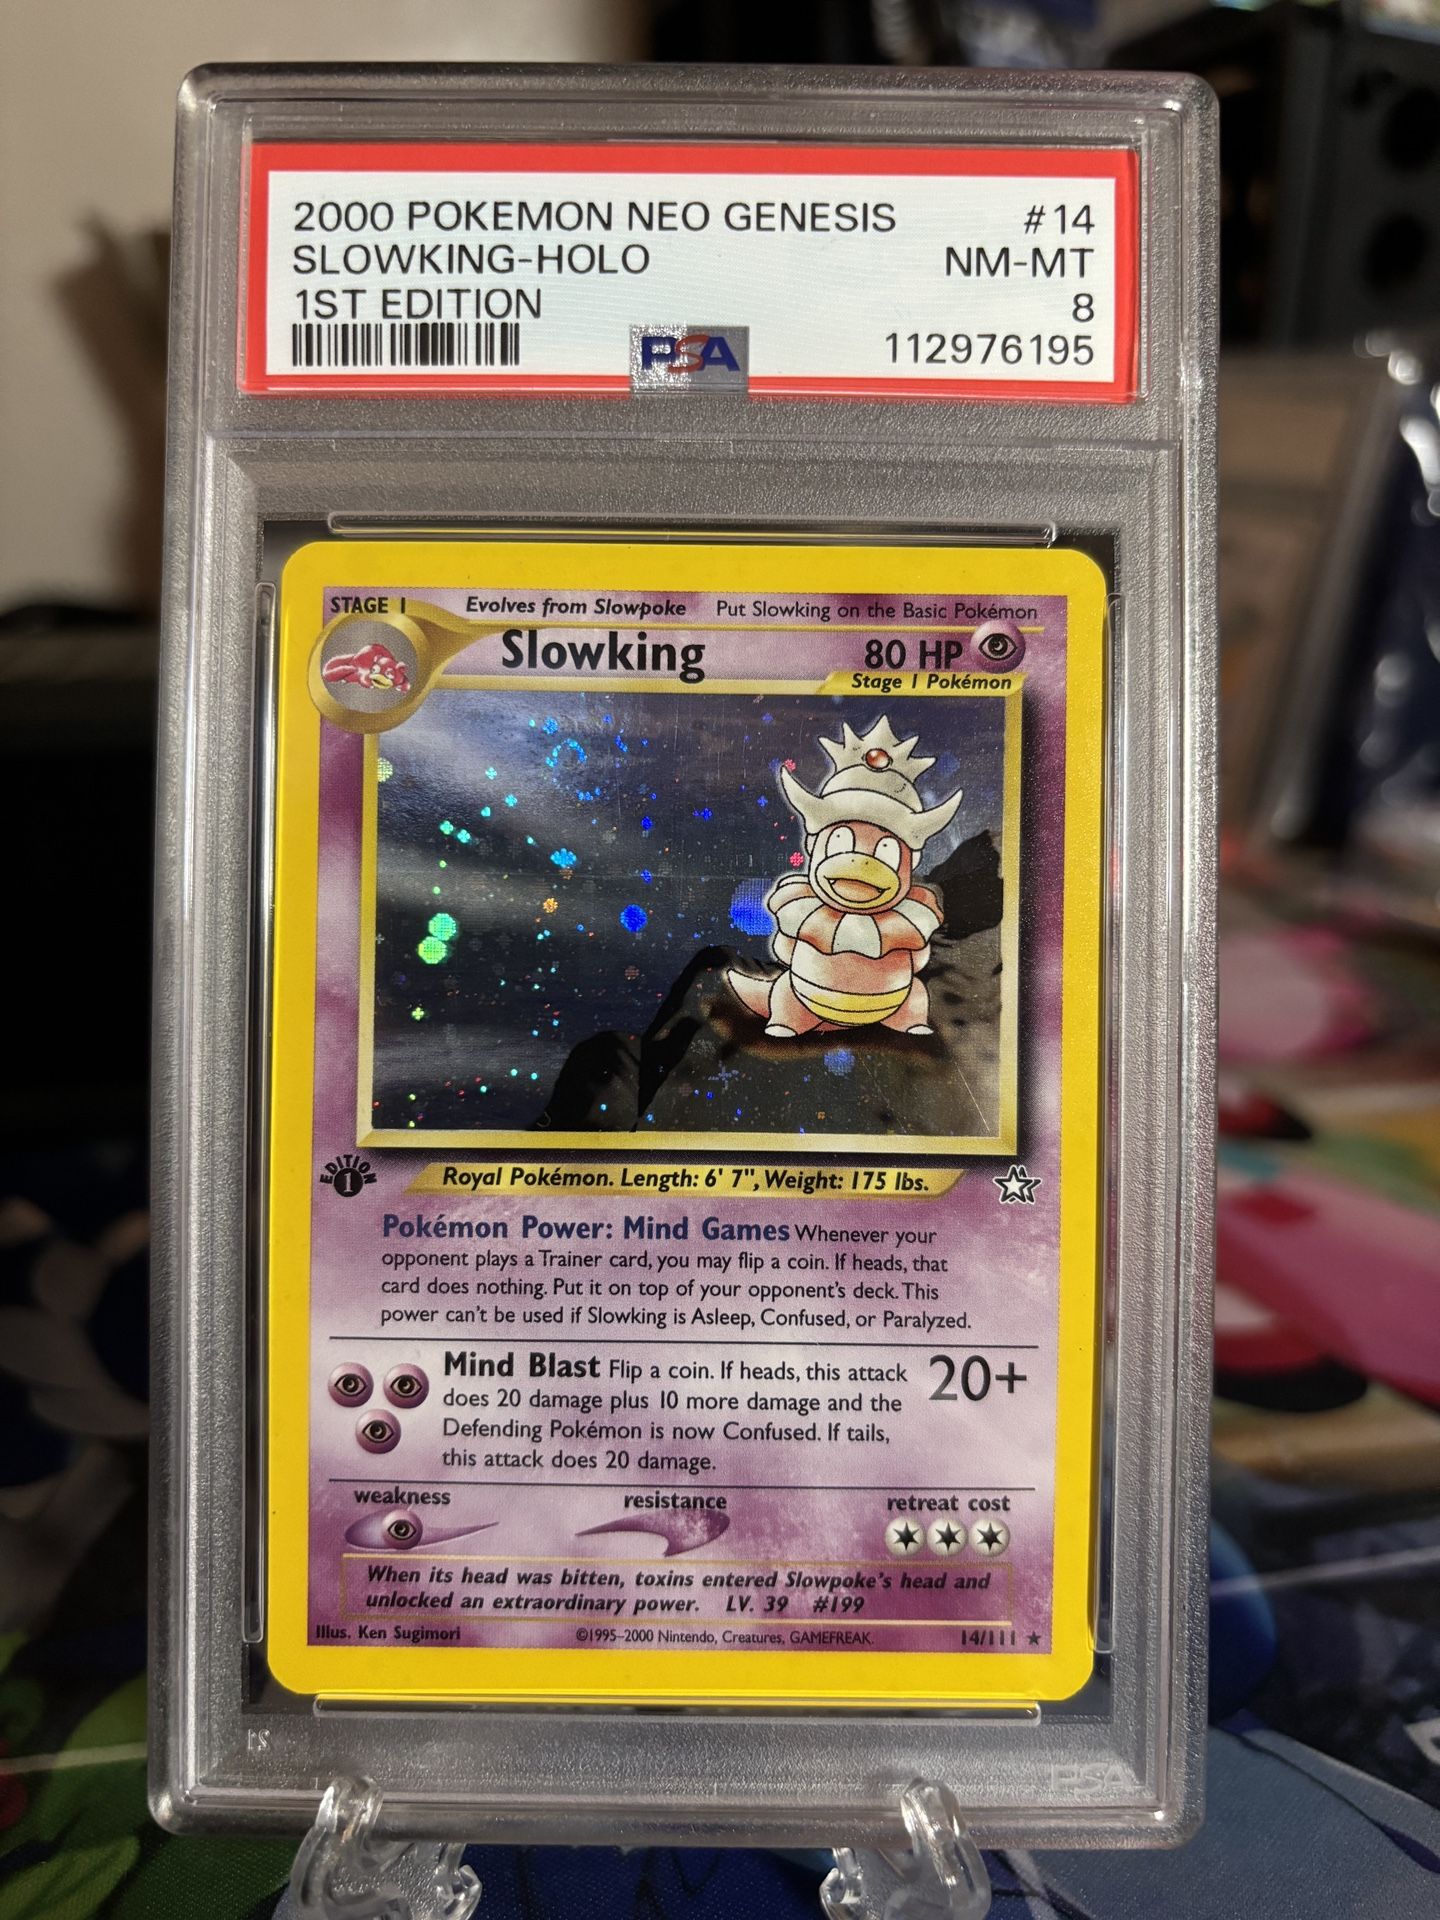 2000 POKEMON NEO GENESIS #14
SLOWKING-HOLO NM-MT
1ST EDITION 8
PSA 112976195
STAGE 1 Evolves from Slowpoke Put Slowking on the Basic Pokémon
Slowking 80 HP
Stage 1 Pokémon
EDITION
1
Royal Pokémon. Length: 6' 7", Weight: 175 lbs.
Pokémon Power: Mind Games Whenever your
opponent plays a Trainer card, you may flip a coin. If heads, that
card does nothing. Put it on top of your opponent's deck. This
power can't be used if Slowking is Asleep, Confused, or Paralyzed.
Mind Blast Flip a coin. If heads, this attack 20+
does 20 damage plus 10 more damage and the
Defending Pokémon is now Confused. If tails,
this attack does 20 damage.
weakness resistance retreat cost
When its head was bitten, toxins entered Slowpoke's head and
unlocked an extraordinary power. LV. 39 #199
Illus. Ken Sugimori ©1995-2000 Nintendo, Creatures, GAMEFREAK. 14/111 ★
21
PSA